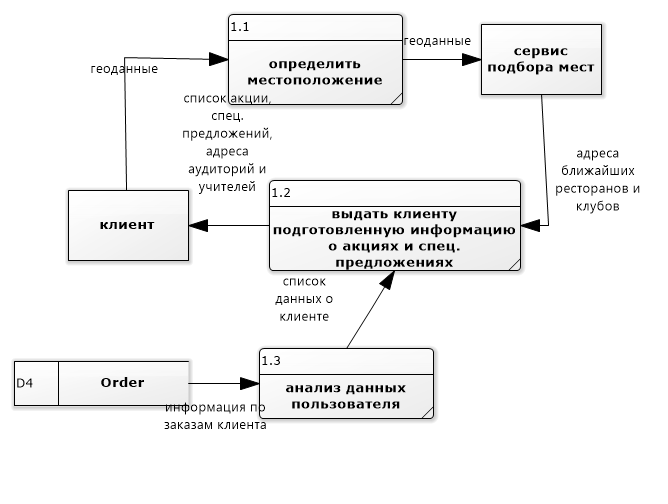 1.1
определить
местоположение
геоданные
геоданные
сервис
подбора мест
список акции,
спец.
предложений,
адреса
аудиторий и
учителей
адреса
ближайших
ресторанов и
клубов
клиент
1.2
выдать клиенту
подготовленную информацию
о акциях и спец.
предложениях
список
данных о
клиенте
1.3
анализ данных
пользователя
D4
Order
информация по
заказам клиента